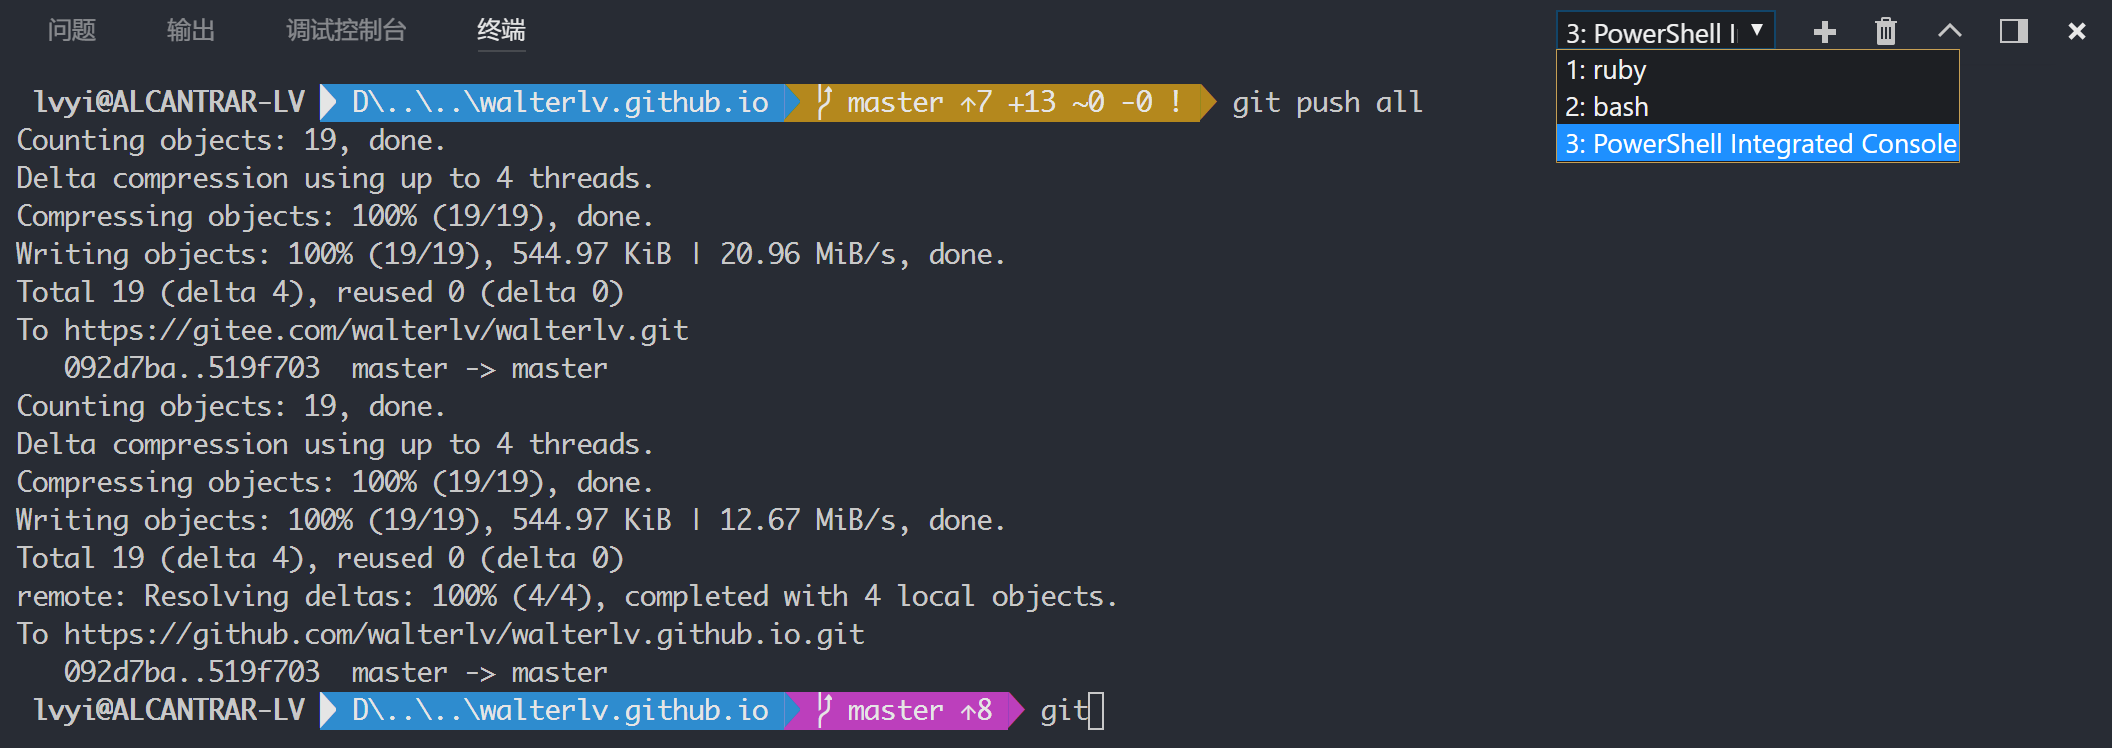 问题 输出 调试控制台 终端 3: PowerShell I
1: ruby
2: bash
3: PowerShell Integrated Console
lvyi@ALCANTRAR-LV D\..\..\walterlv.github.io master ↑7 +13 ~0 -0 ! git push all
Counting objects: 19, done.
Delta compression using up to 4 threads.
Compressing objects: 100% (19/19), done.
Writing objects: 100% (19/19), 544.97 KiB | 20.96 MiB/s, done.
Total 19 (delta 4), reused 0 (delta 0)
To https://gitee.com/walterlv/walterlv.git
   092d7ba..519f703  master -> master
Counting objects: 19, done.
Delta compression using up to 4 threads.
Compressing objects: 100% (19/19), done.
Writing objects: 100% (19/19), 544.97 KiB | 12.67 MiB/s, done.
Total 19 (delta 4), reused 0 (delta 0)
remote: Resolving deltas: 100% (4/4), completed with 4 local objects.
To https://github.com/walterlv/walterlv.github.io.git
   092d7ba..519f703  master -> master
lvyi@ALCANTRAR-LV D\..\..\walterlv.github.io master ↑8 git